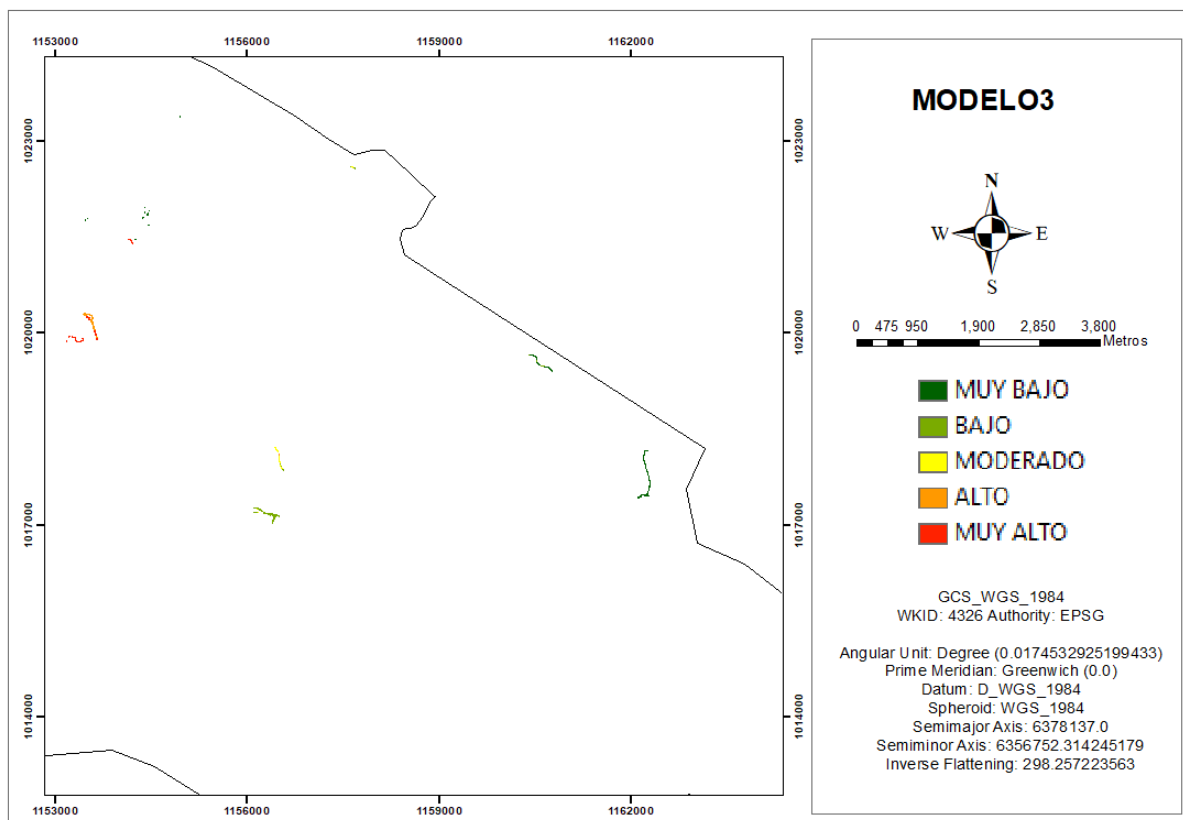 1153000 1156000 1159000 1162000
1023000 1023000
1020000 1020000
1017000 1017000
1014000 1014000
1153000 1156000 1159000 1162000
MODELO3
N
W E
S
0 475 950 1,900 2,850 3,800
Metros
MUY BAJO
BAJO
MODERADO
ALTO
MUY ALTO
GCS_WGS_1984
WKID: 4326 Authority: EPSG
Angular Unit: Degree (0.0174532925199433)
Prime Meridian: Greenwich (0.0)
Datum: D_WGS_1984
Spheroid: WGS_1984
Semimajor Axis: 6378137.0
Semiminor Axis: 6356752.314245179
Inverse Flattening: 298.257223563